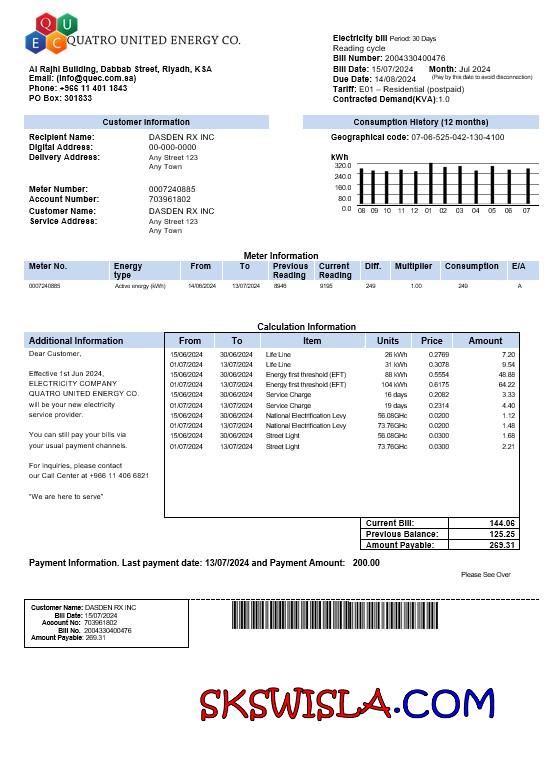 QU
EC
QUATRO UNITED ENERGY CO.
Al Rajhi Building, Dabbab Street, Riyadh, KSA
Email: (info@quec.com.sa)
Phone: +966 11 401 1843
PO Box: 301833
Electricity bill Period: 30 Days
Reading cycle
Bill Number: 2004330400476
Bill Date: 15/07/2024 Month: Jul 2024
Due Date: 14/08/2024 (Pay by this date to avoid disconnection)
Tariff: E01 – Residential (postpaid)
Contracted Demand(KVA):1.0
Customer Information
Recipient Name: DASDEN RX INC
Digital Address: 00-000-0000
Delivery Address: Any Street 123
Any Town
Meter Number: 0007240885
Account Number: 703961802
Customer Name: DASDEN RX INC
Service Address: Any Street 123
Any Town
Consumption History (12 months)
Geographical code: 07-06-525-042-130-4100
kWh
320.0
240.0
160.0
80.0
0.0
08 09 10 11 12 01 02 03 04 05 06 07
Meter Information
Meter No. Energy type From To Previous Reading Current Reading Diff. Multiplier Consumption E/A
0007240885 Active energy (kWh) 14/06/2024 13/07/2024 8946 9195 249 1.00 249 A
Calculation Information
Additional Information
Dear Customer,
Effective 1st Jun 2024,
ELECTRICITY COMPANY
QUATRO UNITED ENERGY CO.
will be your new electricity
service provider.
You can still pay your bills via
your usual payment channels.
For inquiries, please contact
our Call Center at +966 11 406 6821
"We are here to serve"
From To Item Units Price Amount
15/06/2024 30/06/2024 Life Line 26 kWh 0.2769 7.20
01/07/2024 13/07/2024 Life Line 31 kWh 0.3078 9.54
15/06/2024 30/06/2024 Energy first threshold (EFT) 88 kWh 0.5554 48.88
01/07/2024 13/07/2024 Energy first threshold (EFT) 104 kWh 0.6175 64.22
15/06/2024 30/06/2024 Service Charge 16 days 0.2082 3.33
01/07/2024 13/07/2024 Service Charge 19 days 0.2314 4.40
15/06/2024 30/06/2024 National Electrification Levy 56.08GHc 0.0200 1.12
01/07/2024 13/07/2024 National Electrification Levy 73.76GHc 0.0200 1.48
15/06/2024 30/06/2024 Street Light 56.08GHc 0.0300 1.68
01/07/2024 13/07/2024 Street Light 73.76GHc 0.0300 2.21
Current Bill: 144.06
Previous Balance: 125.25
Amount Payable: 269.31
Payment Information. Last payment date: 13/07/2024 and Payment Amount: 200.00
Please See Over
Customer Name: DASDEN RX INC
Bill Date: 15/07/2024
Account No: 703961802
Bill No. 2004330400476
Amount Payable: 269.31
SKSWISLA.COM